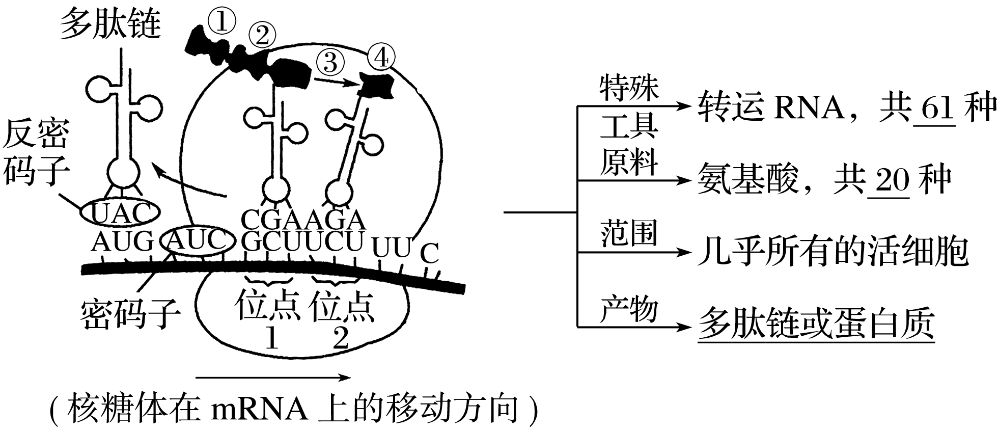 多肽链
①
②
③
④
反密
码子
UAC
CGAAGA
AUG AUC GCUUCU UU C
密码子
位点 位点
1 2
(核糖体在 mRNA 上的移动方向)
特殊
工具
转运 RNA，共 61 种
原料
氨基酸，共 20 种
范围
几乎所有的活细胞
产物
多肽链或蛋白质